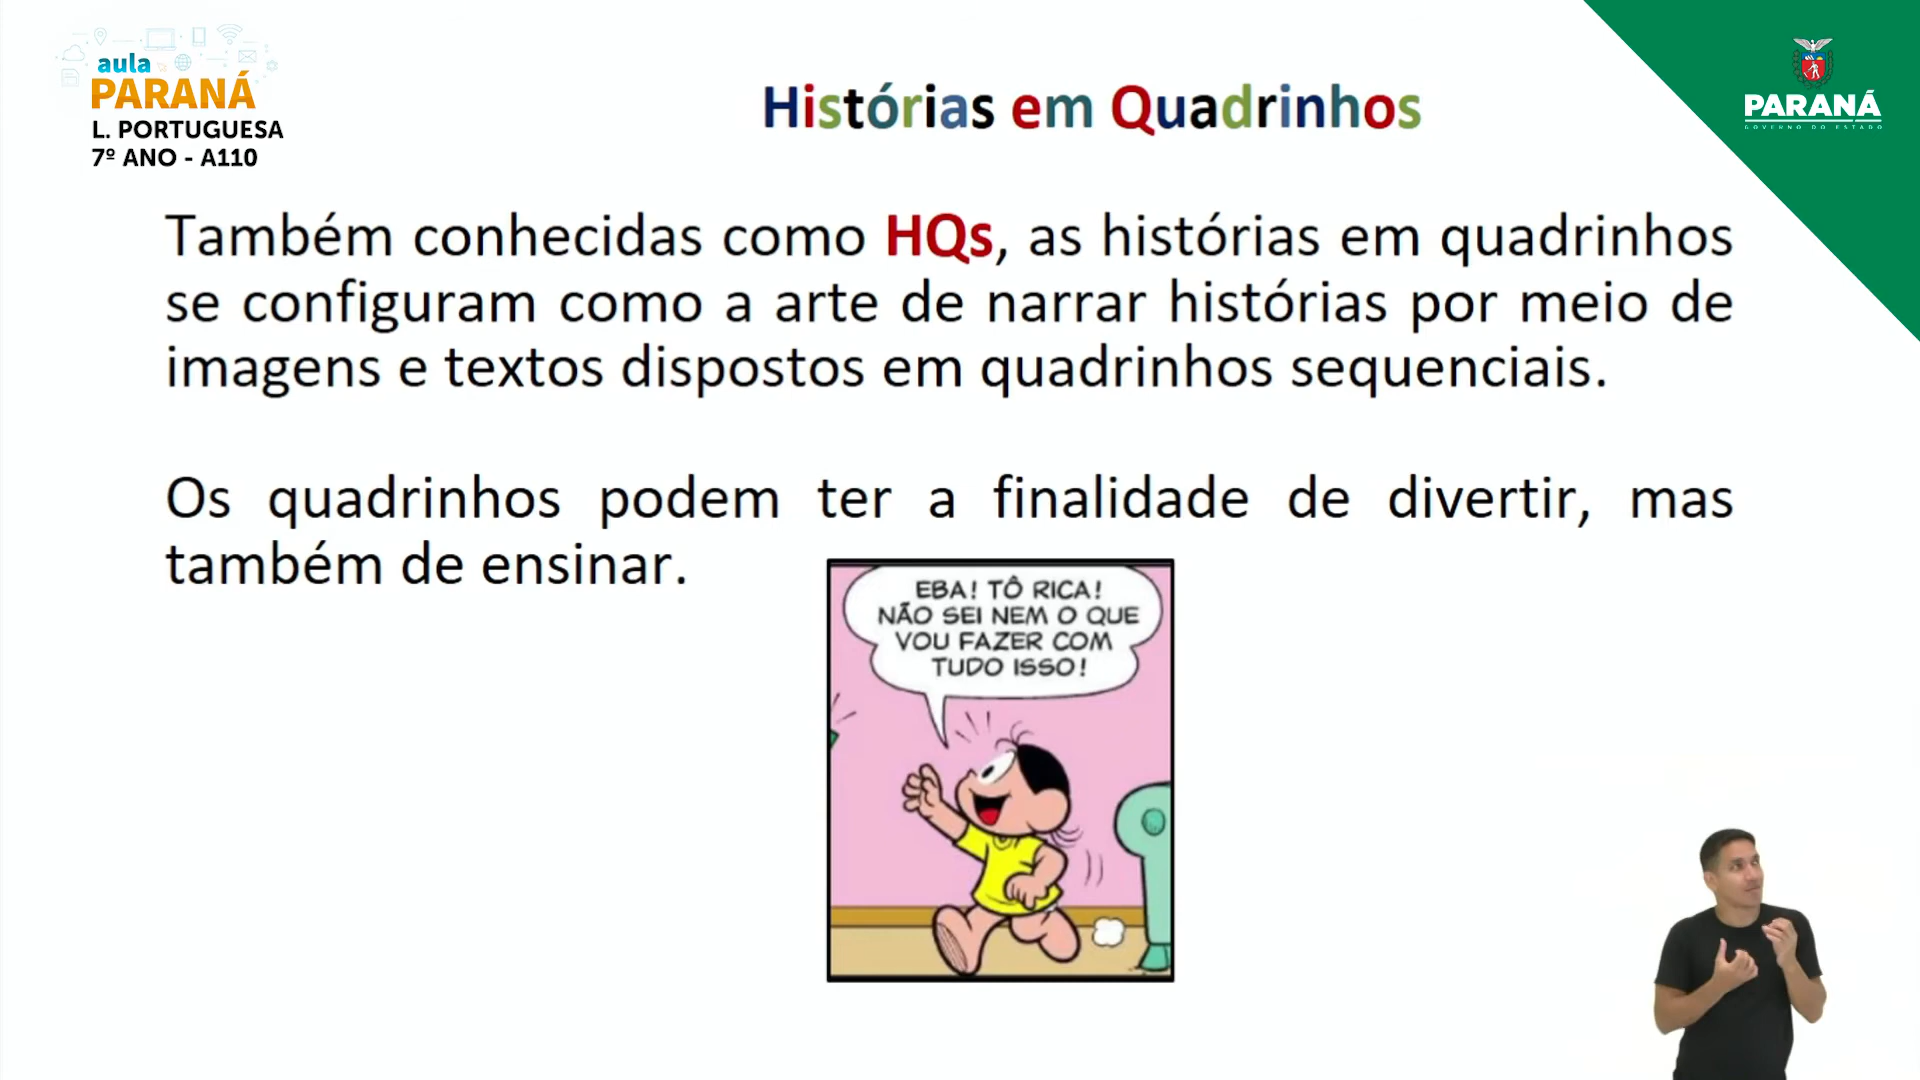 aula
PARANÁ
L. PORTUGUESA
7º ANO - A110
Histórias em Quadrinhos
PARANÁ
GOVERNO DO ESTADO
Também conhecidas como HQs, as histórias em quadrinhos
se configuram como a arte de narrar histórias por meio de
imagens e textos dispostos em quadrinhos sequenciais.
Os quadrinhos podem ter a finalidade de divertir, mas
também de ensinar.
EBA! TÔ RICA!
NÃO SEI NEM O QUE
VOU FAZER COM
TUDO ISSO!